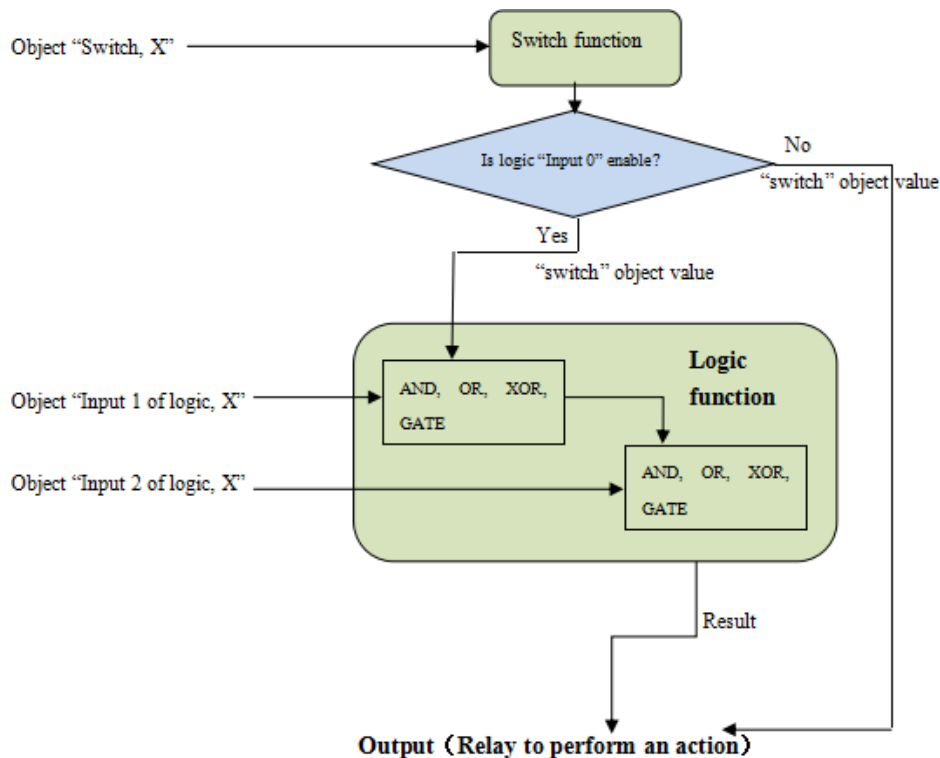 Object “Switch, X”
Switch function
Is logic “Input 0” enable?
No
“switch” object value
Yes
“switch” object value
Logic
function
Object “Input 1 of logic, X”
AND, OR, XOR,
GATE
Object “Input 2 of logic, X”
AND, OR, XOR,
GATE
Result
Output（Relay to perform an action）